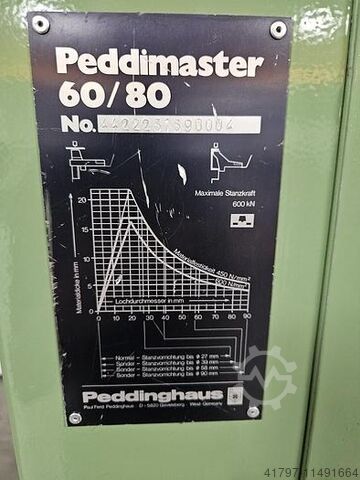 Peddimaster
60/80
No.
Maximale Stanzkraft
600 kN
20
15
10
5
0
Materialdicke in mm
Materialfestigkeit 450 N/mm²
600 N/mm²
Lochdurchmesser in mm
0 10 20 30 40 50 60 70 80 90
Normal - Stanzvorrichtung bis ø 27 mm
Sonder - Stanzvorrichtung bis ø 39 mm
Sonder - Stanzvorrichtung bis ø 58 mm
Sonder - Stanzvorrichtung bis ø 90 mm
Peddinghaus
Paul Ferd. Peddinghaus D - 5820 Gevelsberg West-Germany
41797-11491664